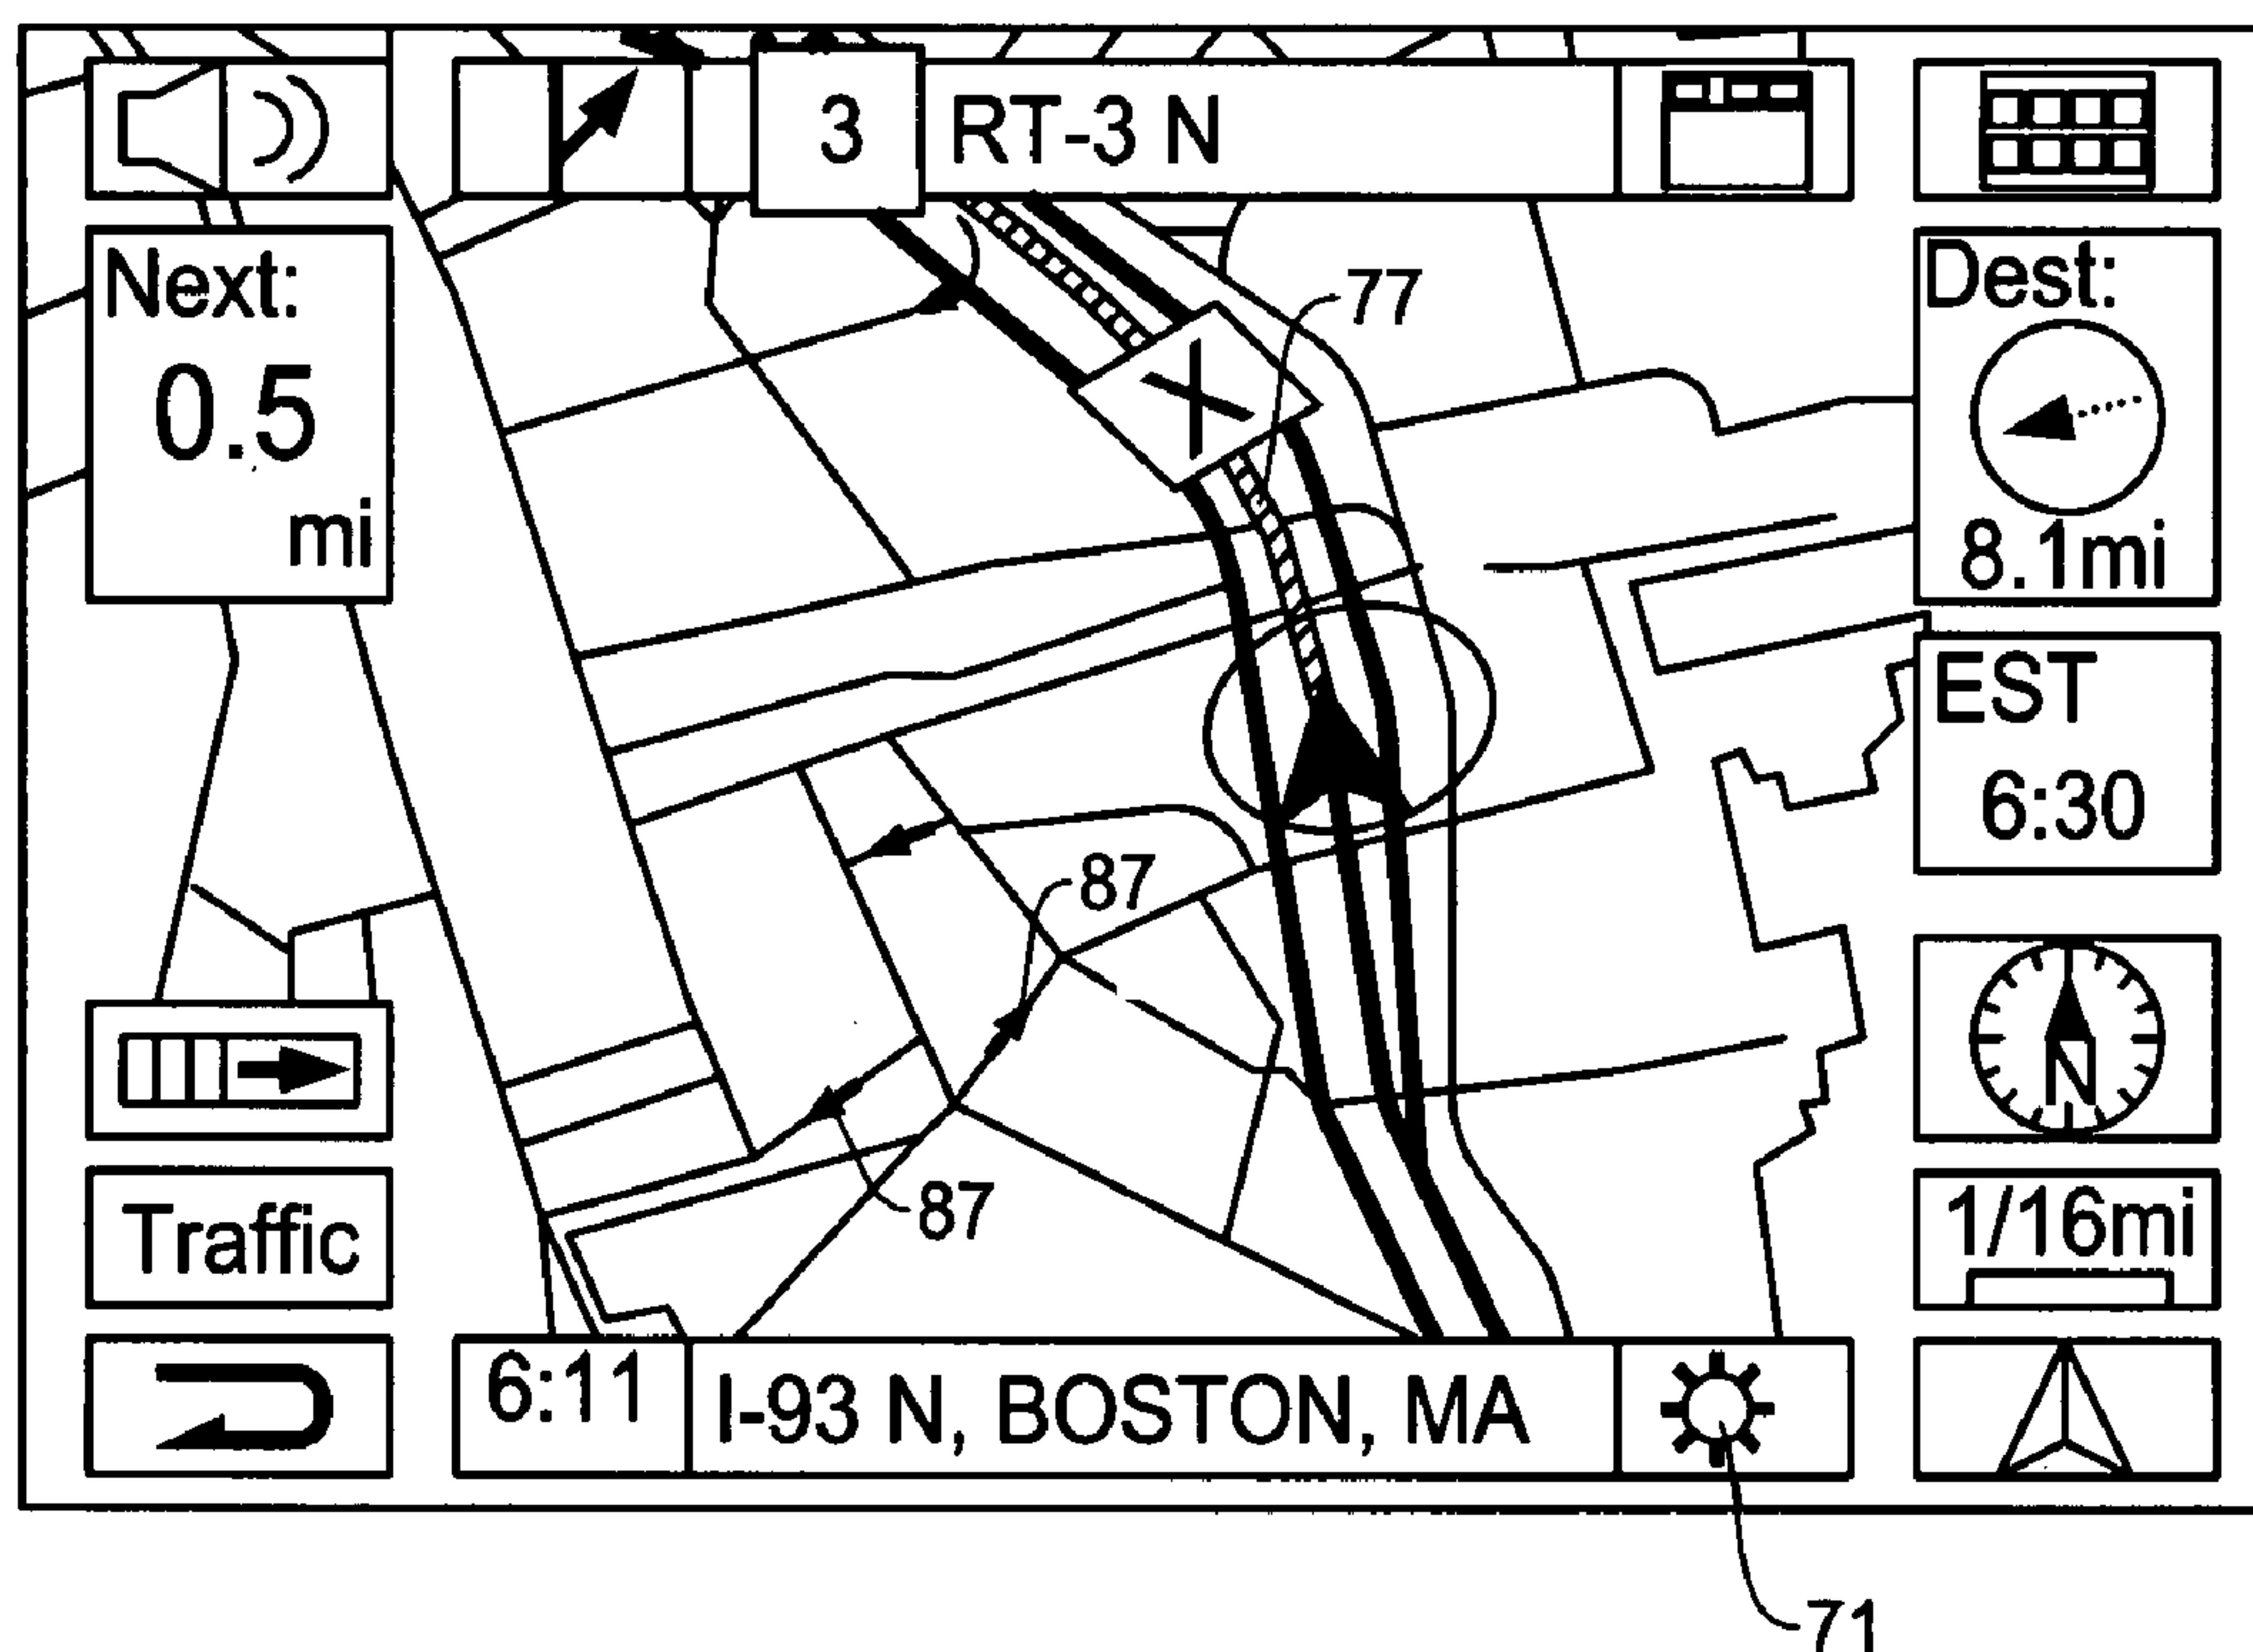 3
RT-3 N
Next:
0.5
mi
77
Dest:
8.1mi
EST
6:30
87
N
87
Traffic
1/16mi
6:11
I-93 N, BOSTON, MA
71